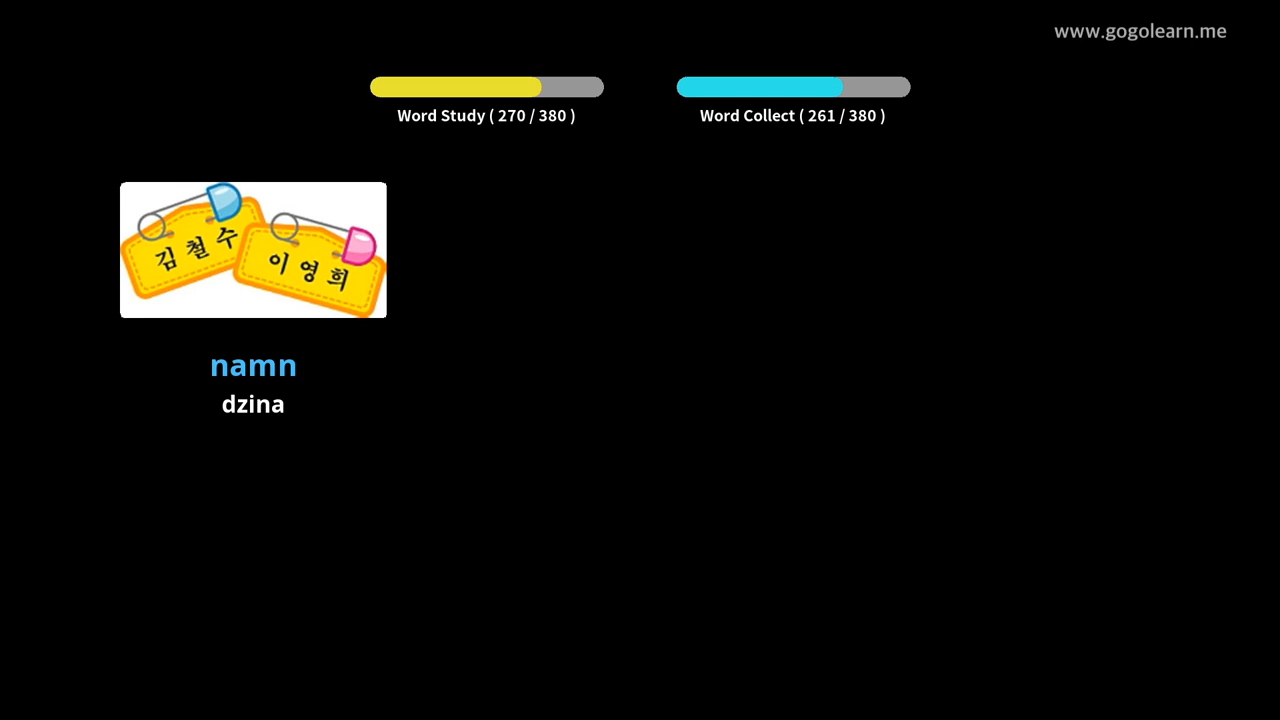 www.gogolearn.me
Word Study ( 270 / 380 )
Word Collect ( 261 / 380 )
김철수
이영희
namn
dzina